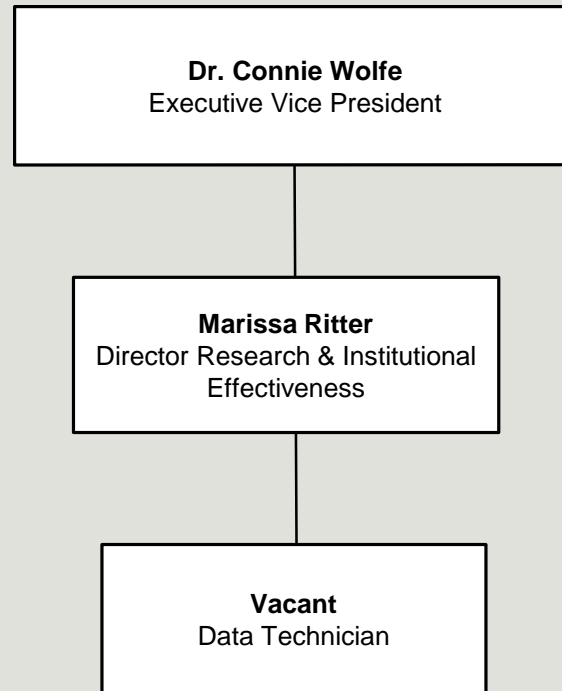 Dr. Connie Wolfe
Executive Vice President
Marissa Ritter
Director Research & Institutional
Effectiveness
Vacant
Data Technician